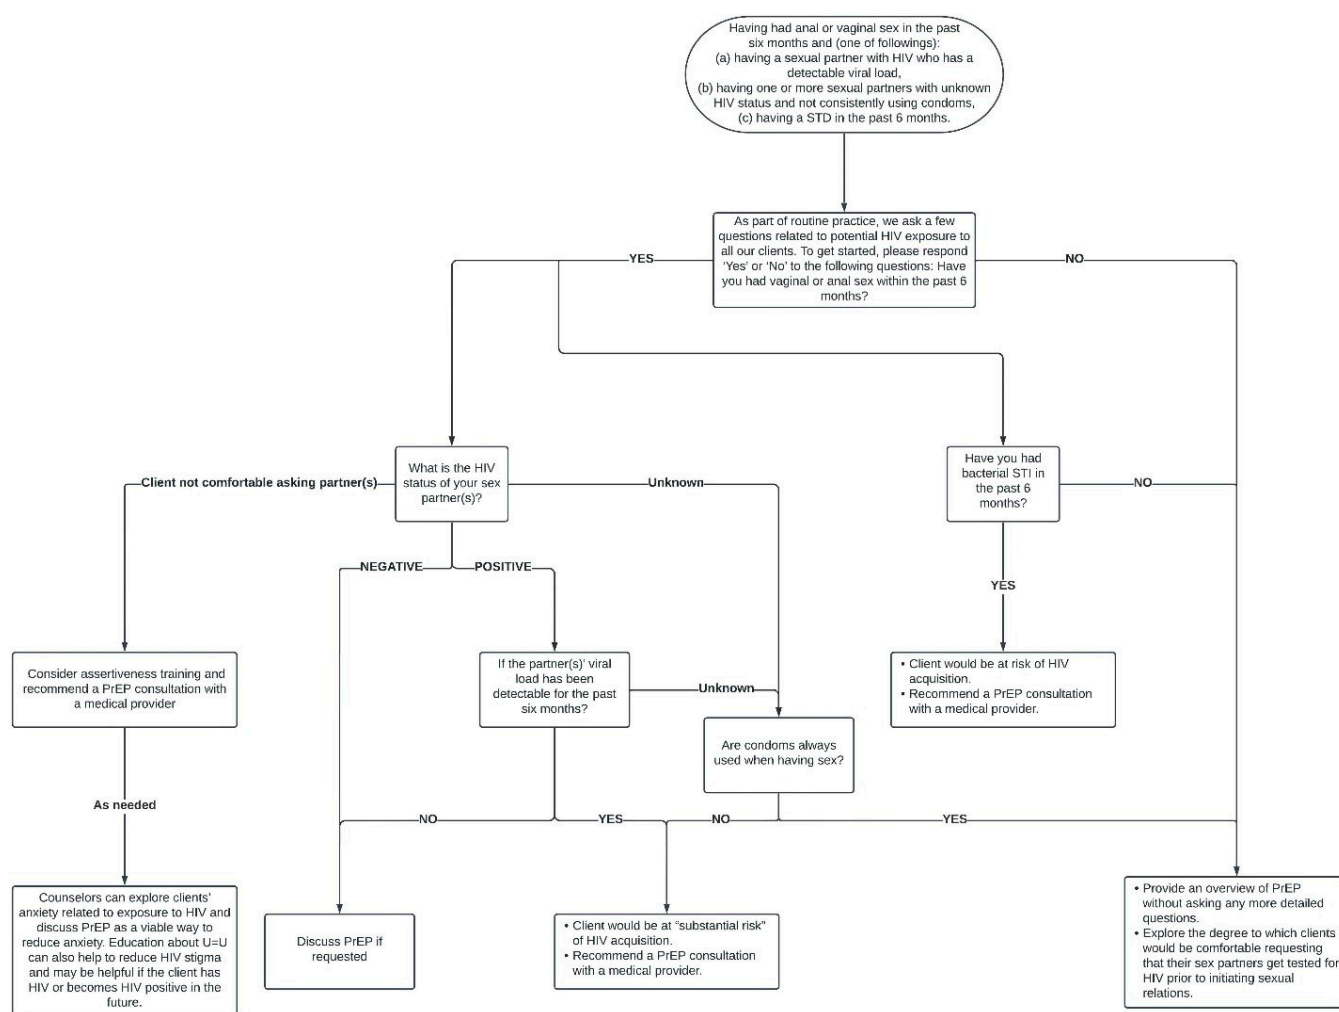 Having had anal or vaginal sex in the past
six months and (one of followings):
(a) having a sexual partner with HIV who has a
detectable viral load,
(b) having one or more sexual partners with unknown
HIV status and not consistently using condoms,
(c) having a STD in the past 6 months.
As part of routine practice, we ask a few
questions related to potential HIV exposure to
all our clients. To get started, please respond
'Yes' or 'No' to the following questions: Have
you had vaginal or anal sex within the past 6
months?
YES
NO
What is the HIV
status of your sex
partner(s)?
Have you had
bacterial STI in
the past 6
months?
Client not comfortable asking partner(s)
Unknown
NO
NEGATIVE
POSITIVE
YES
Consider assertiveness training and
recommend a PrEP consultation with
a medical provider
If the partner(s)' viral
load has been
detectable for the past
six months?
• Client would be at risk of HIV
acquisition.
• Recommend a PrEP consultation
with a medical provider.
Unknown
Are condoms always
used when having sex?
As needed
NO
YES
NO
YES
Counselors can explore clients'
anxiety related to exposure to HIV and
discuss PrEP as a viable way to
reduce anxiety. Education about U=U
can also help to reduce HIV stigma
and may be helpful if the client has
HIV or becomes HIV positive in the
future.
Discuss PrEP if
requested
• Client would be at “substantial risk”
of HIV acquisition.
• Recommend a PrEP consultation
with a medical provider.
• Provide an overview of PrEP
without asking any more detailed
questions.
• Explore the degree to which clients
would be comfortable requesting
that their sex partners get tested for
HIV prior to initiating sexual
relations.